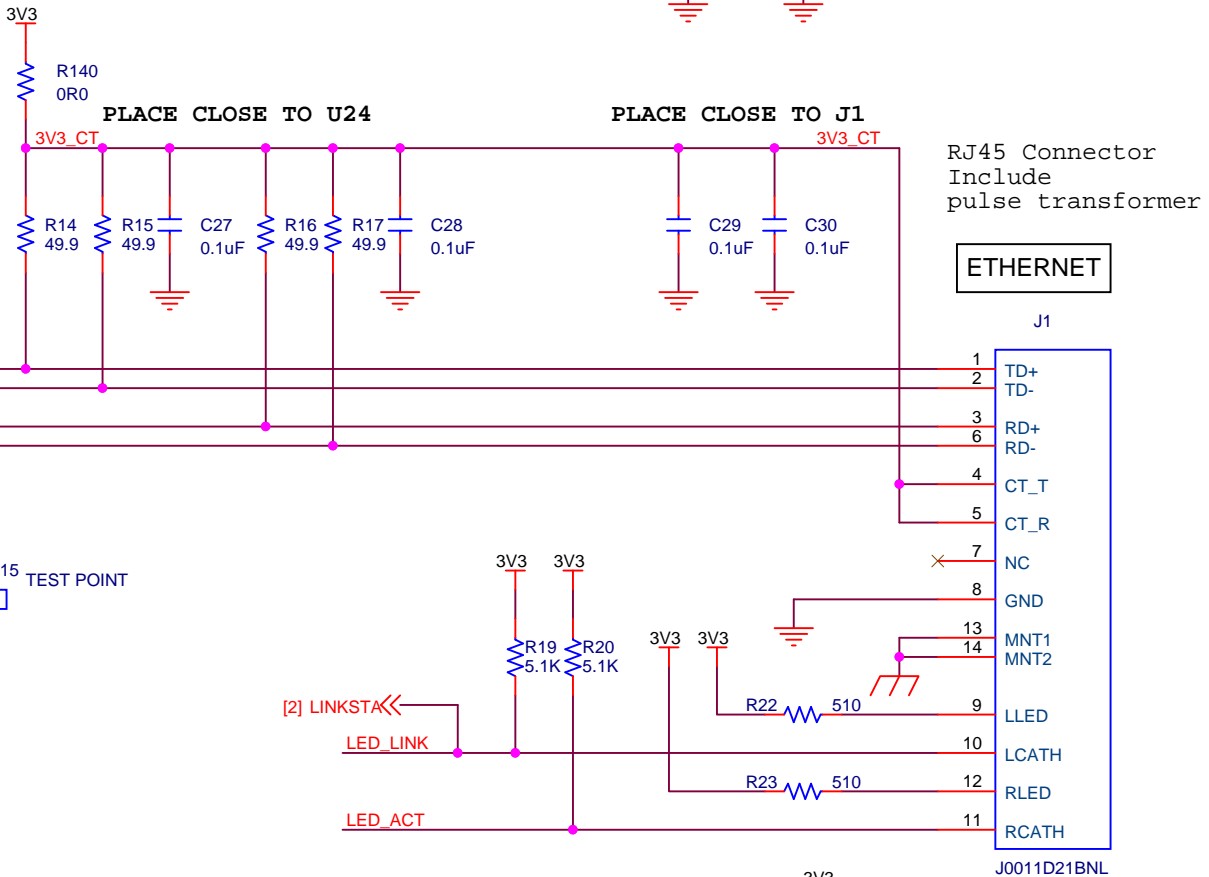 3V3
R140
0R0
PLACE CLOSE TO U24
PLACE CLOSE TO J1
3V3_CT
3V3_CT
RJ45 Connector
Include
pulse transformer
R14
49.9
R15
49.9
C27
0.1uF
R16
49.9
R17
49.9
C28
0.1uF
C29
0.1uF
C30
0.1uF
ETHERNET
J1
1
TD+
2
TD-
3
RD+
6
RD-
4
CT_T
5
CT_R
7
NC
8
GND
13
MNT1
14
MNT2
9
LLED
10
LCATH
12
RLED
11
RCATH
J0011D21BNL
15
TEST POINT
3V3
3V3
R19
5.1K
R20
5.1K
3V3
3V3
R22
510
[2] LINKSTA
LED_LINK
R23
510
LED_ACT
3V3